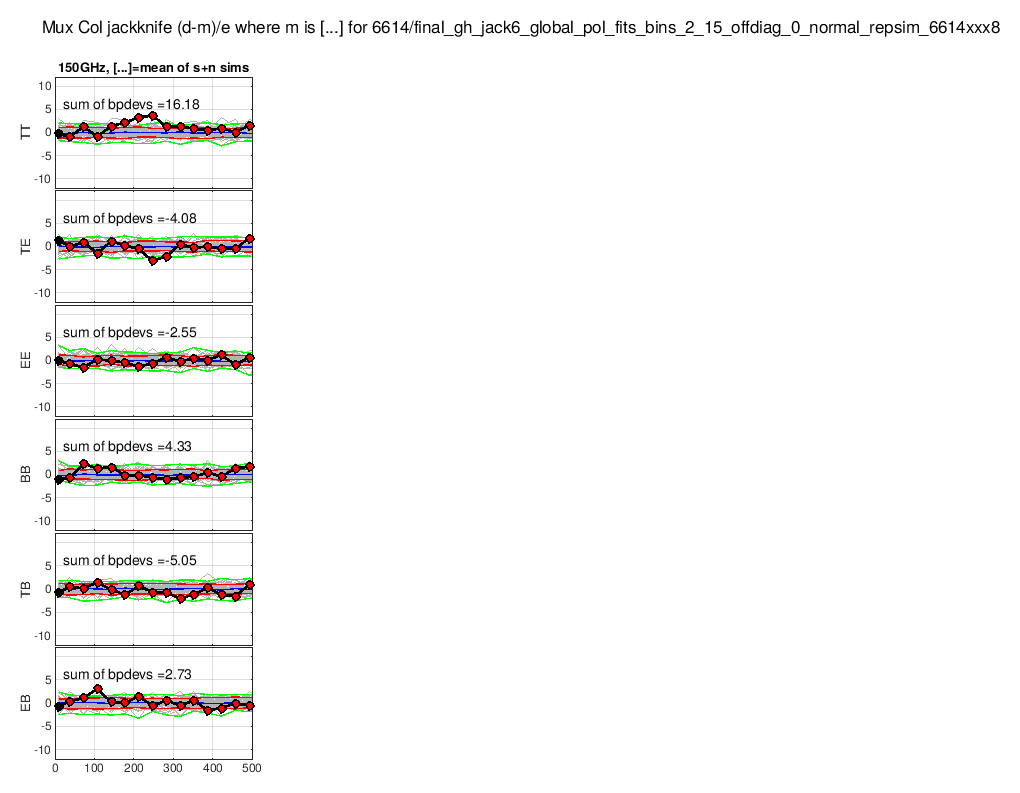 Mux Col jackknife (d-m)/e where m is [...] for 6614/final_gh_jack6_global_pol_fits_bins_2_15_offdiag_0_normal_repsim_6614xxx8
150GHz, [...]=mean of s+n sims
10
sum of bpdevs =16.18
5
TT
0
-5
-10
sum of bpdevs =-4.08
5
TE
0
-5
-10
sum of bpdevs =-2.55
5
EE
0
-5
-10
sum of bpdevs =4.33
5
BB
0
-5
-10
sum of bpdevs =-5.05
5
TB
0
-5
-10
sum of bpdevs =2.73
5
EB
0
-5
-10
0 100 200 300 400 500